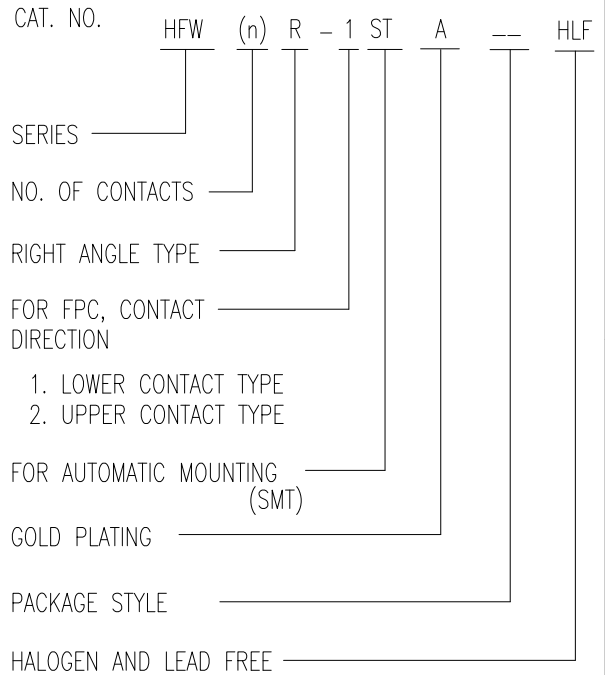 CAT. NO. HFW (n) R - 1 ST A __ HLF
SERIES
NO. OF CONTACTS
RIGHT ANGLE TYPE
FOR FPC, CONTACT
DIRECTION
1. LOWER CONTACT TYPE
2. UPPER CONTACT TYPE
FOR AUTOMATIC MOUNTING
(SMT)
GOLD PLATING
PACKAGE STYLE
HALOGEN AND LEAD FREE